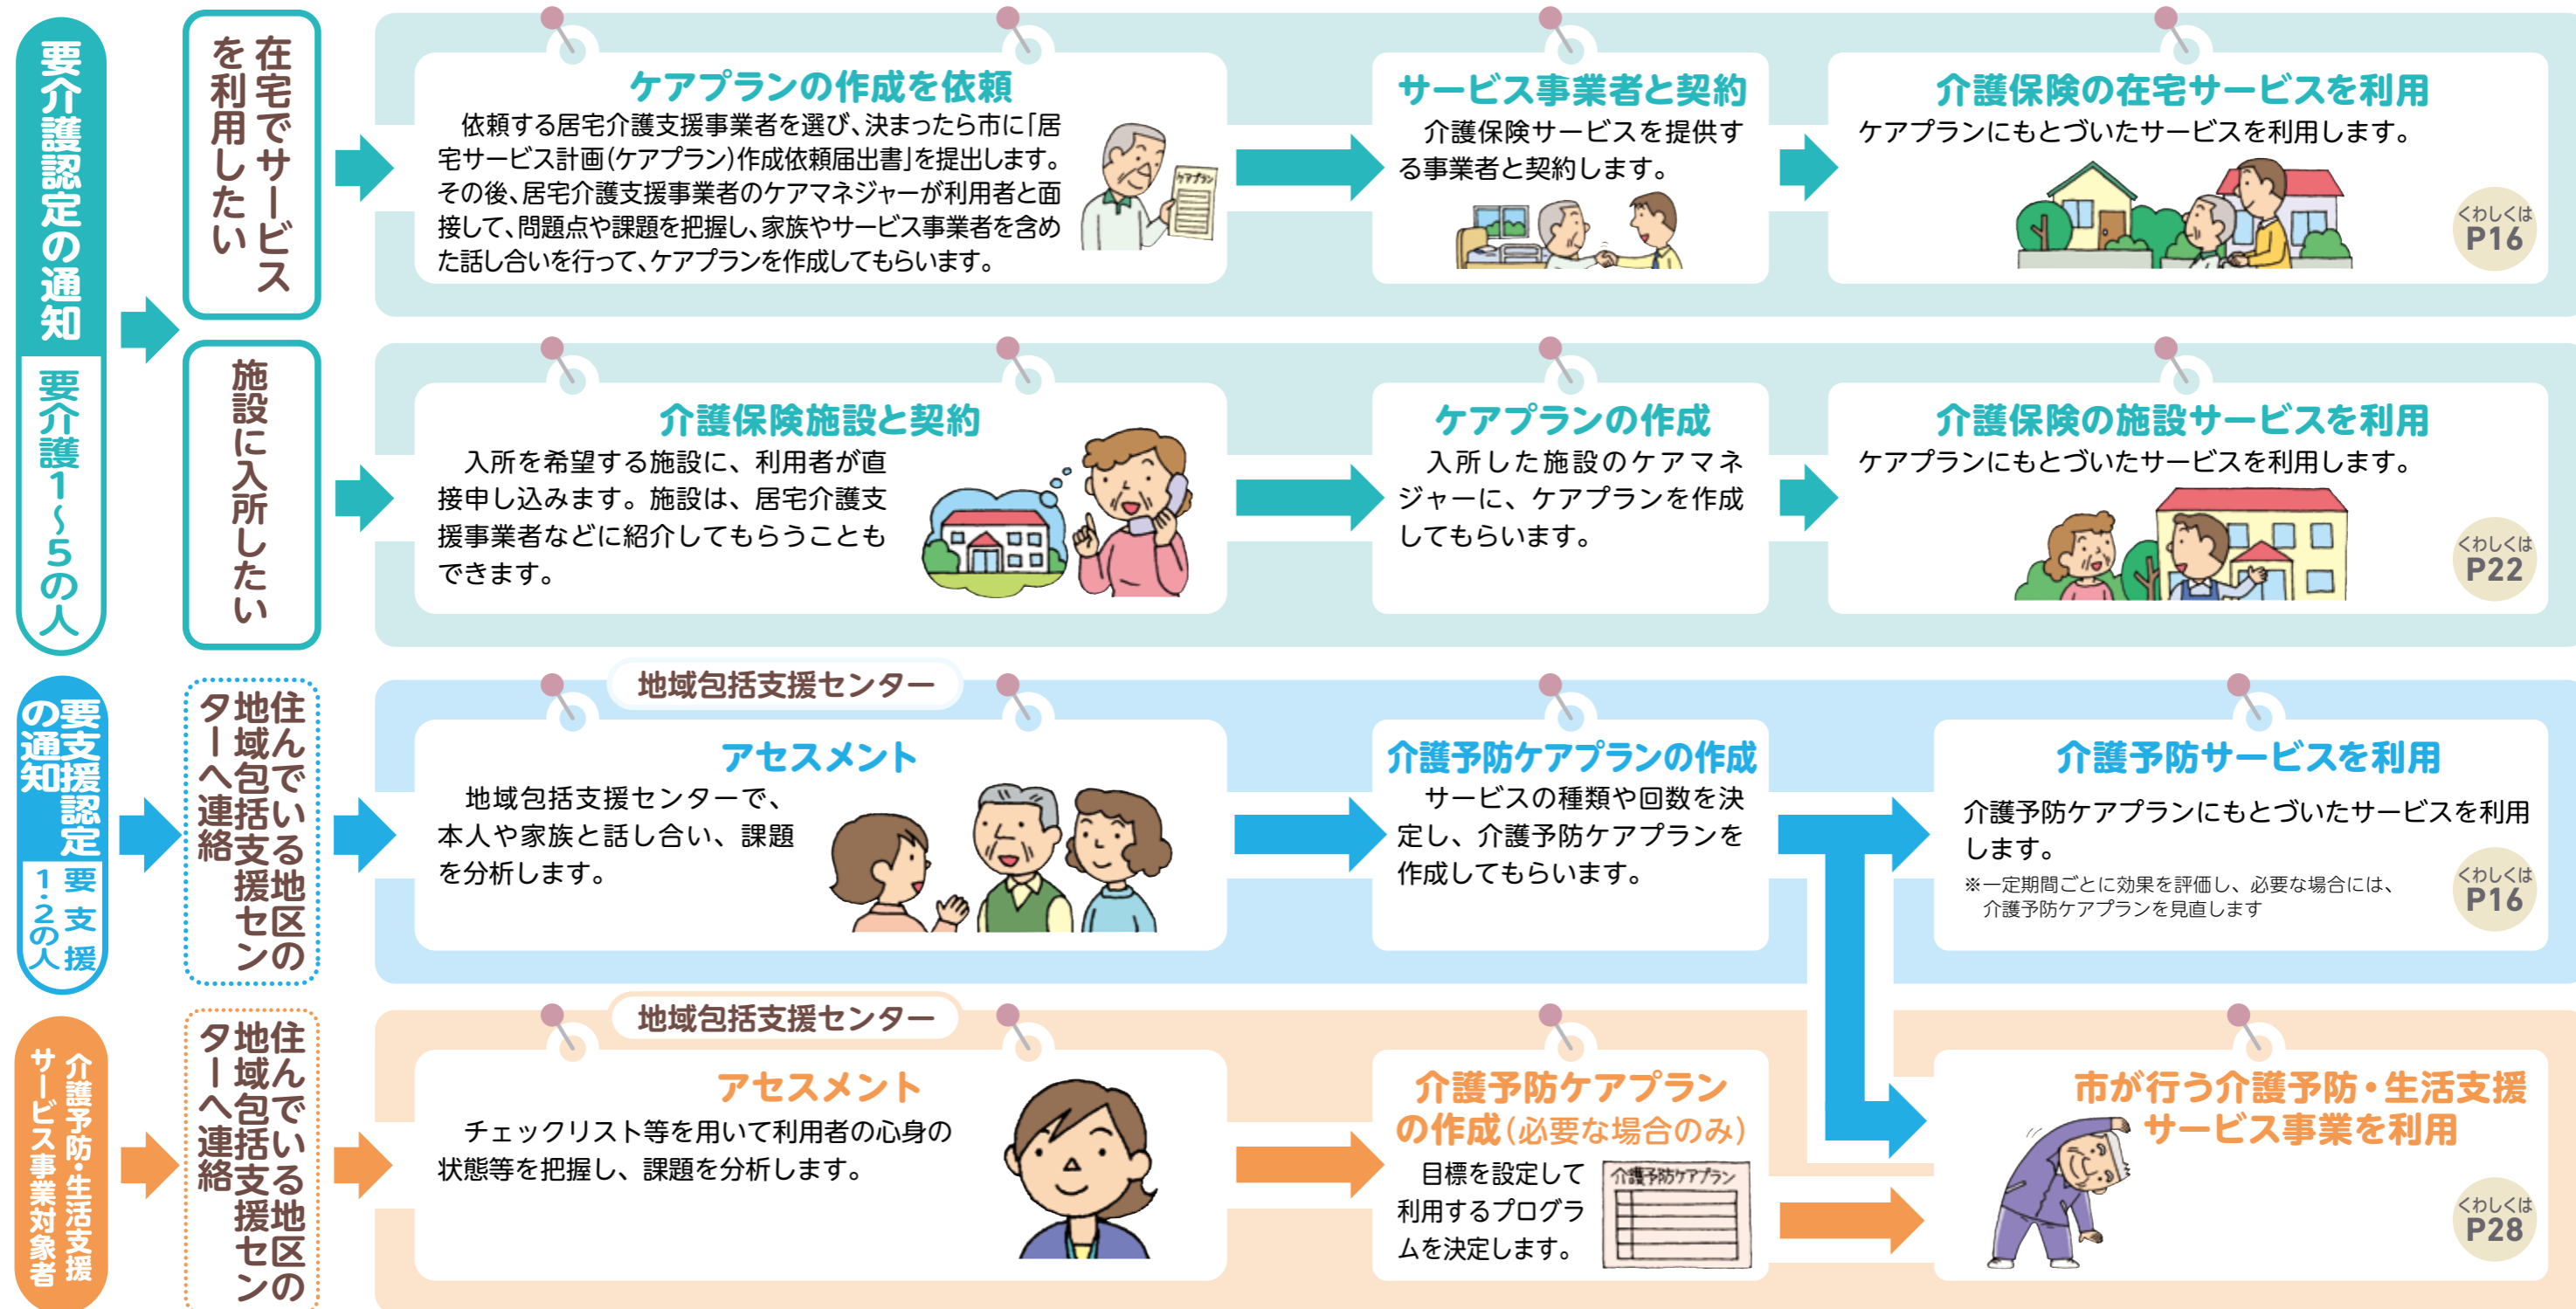 要介護認定の通知
要介護1〜5の人
在宅でサービス
を利用したい
ケアプランの作成を依頼
依頼する居宅介護支援事業者を選び、決まったら市に「居
宅サービス計画(ケアプラン)作成依頼届出書」を提出します。
その後、居宅介護支援事業者のケアマネジャーが利用者と面
接して、問題点や課題を把握し、家族やサービス事業者を含め
た話し合いを行って、ケアプランを作成してもらいます。
ケアプラン
サービス事業者と契約
介護保険サービスを提供す
る事業者と契約します。
介護保険の在宅サービスを利用
ケアプランにもとづいたサービスを利用します。
くわしくは
P16
施設に入所したい
介護保険施設と契約
入所を希望する施設に、利用者が直
接申し込みます。施設は、居宅介護支
援事業者などに紹介してもらうことも
できます。
ケアプランの作成
入所した施設のケアマネ
ジャーに、ケアプランを作成
してもらいます。
介護保険の施設サービスを利用
ケアプランにもとづいたサービスを利用します。
くわしくは
P22
要支援認定
の通知
要支援
1・2の人
住んでいる地区の
地域包括支援セン
ターへ連絡
地域包括支援センター
アセスメント
地域包括支援センターで、
本人や家族と話し合い、課題
を分析します。
介護予防ケアプランの作成
サービスの種類や回数を決
定し、介護予防ケアプランを
作成してもらいます。
介護予防サービスを利用
介護予防ケアプランにもとづいたサービスを利用
します。
※一定期間ごとに効果を評価し、必要な場合には、
介護予防ケアプランを見直します
くわしくは
P16
介護予防・生活支援
サービス事業対象者
住んでいる地区の
地域包括支援セン
ターへ連絡
地域包括支援センター
アセスメント
チェックリスト等を用いて利用者の心身の
状態等を把握し、課題を分析します。
介護予防ケアプラン
の作成(必要な場合のみ)
目標を設定して
利用するプログラ
ムを決定します。
介護予防ケアプラン
市が行う介護予防・生活支援
サービス事業を利用
くわしくは
P28